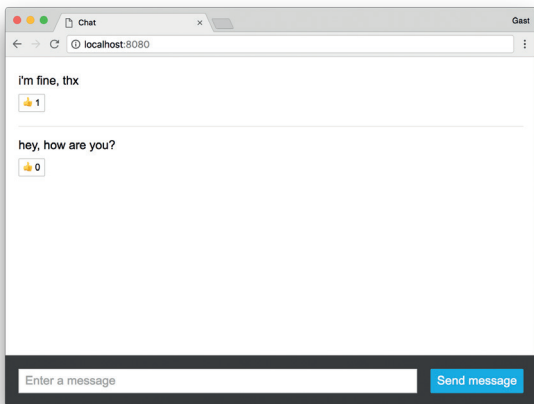 Chat
Gast
localhost:8080
i'm fine, thx
👍 1
hey, how are you?
👍 0
Enter a message
Send message